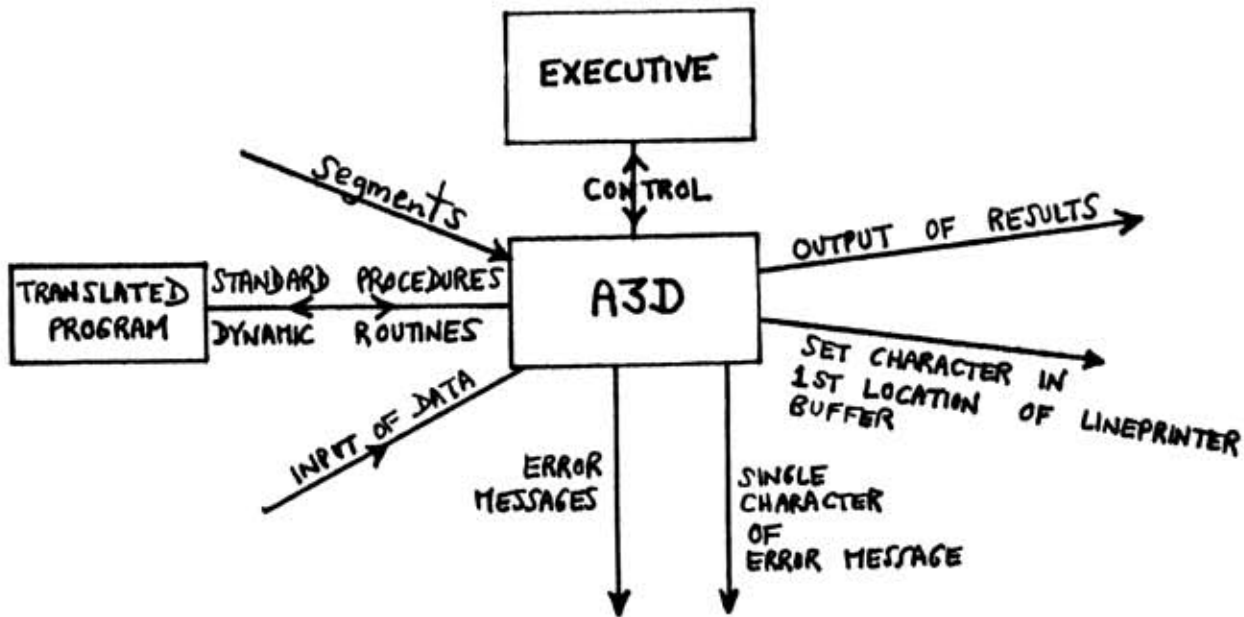 EXECUTIVE
CONTROL
Segments
A3D
OUTPUT OF RESULTS
TRANSLATED
PROGRAM
STANDARD PROCEDURES
DYNAMIC ROUTINES
SET CHARACTER IN
1ST LOCATION OF LINEPRINTER
BUFFER
INPUT OF DATA
ERROR
MESSAGES
SINGLE
CHARACTER
OF
ERROR MESSAGE